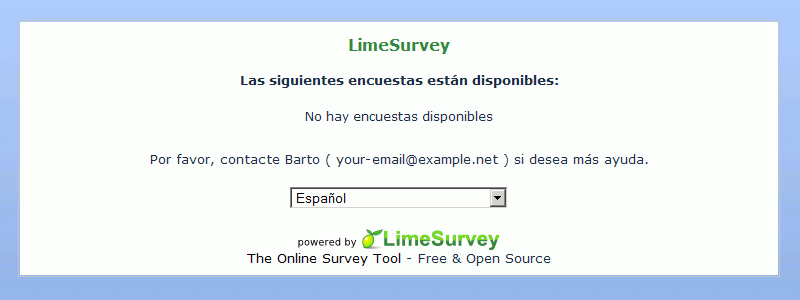 LimeSurvey
Las siguientes encuestas están disponibles:
No hay encuestas disponibles
Por favor, contacte Barto ( your-email@example.net ) si desea más ayuda.
Español
powered by LimeSurvey
The Online Survey Tool - Free & Open Source